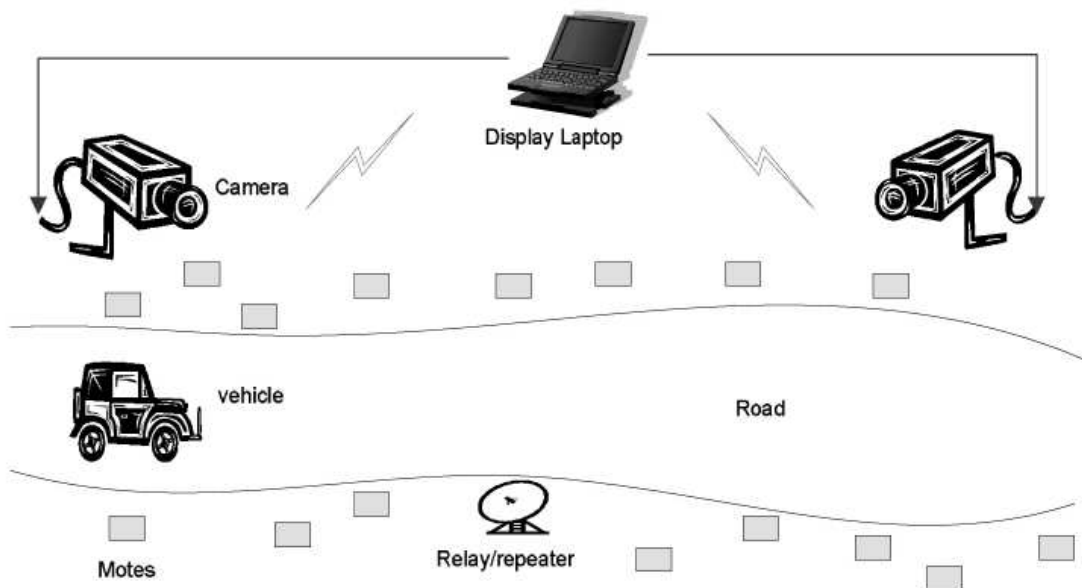 Display Laptop
Camera
vehicle
Road
Relay/repeater
Motes